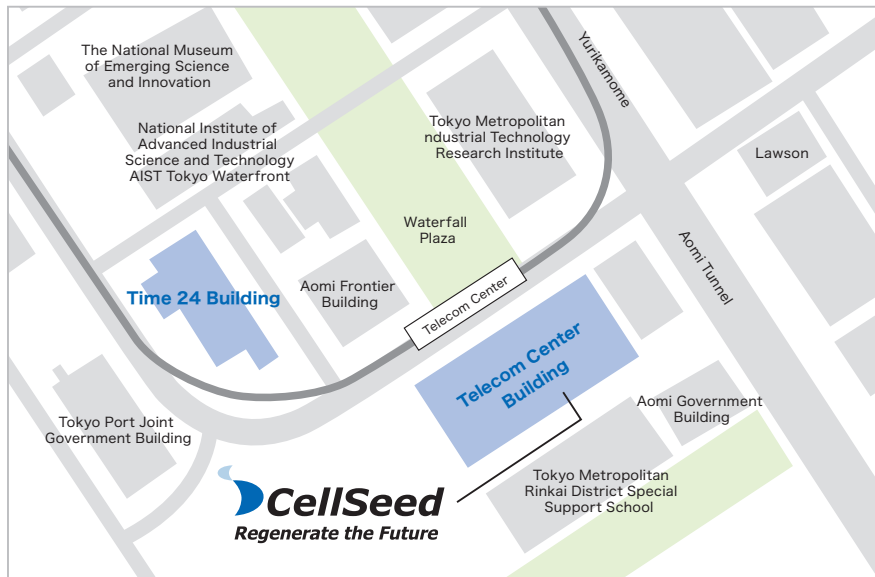 The National Museum
of Emerging Science
and Innovation
Yurikamome
National Institute of
Advanced Industrial
Science and Technology
AIST Tokyo Waterfront
Tokyo Metropolitan
ndustrial Technology
Research Institute
Lawson
Waterfall
Plaza
Aomi Tunnel
Time 24 Building
Aomi Frontier
Building
Telecom Center
Telecom Center
Building
Aomi Government
Building
Tokyo Port Joint
Government Building
Tokyo Metropolitan
Rinkai District Special
Support School
CellSeed
Regenerate the Future